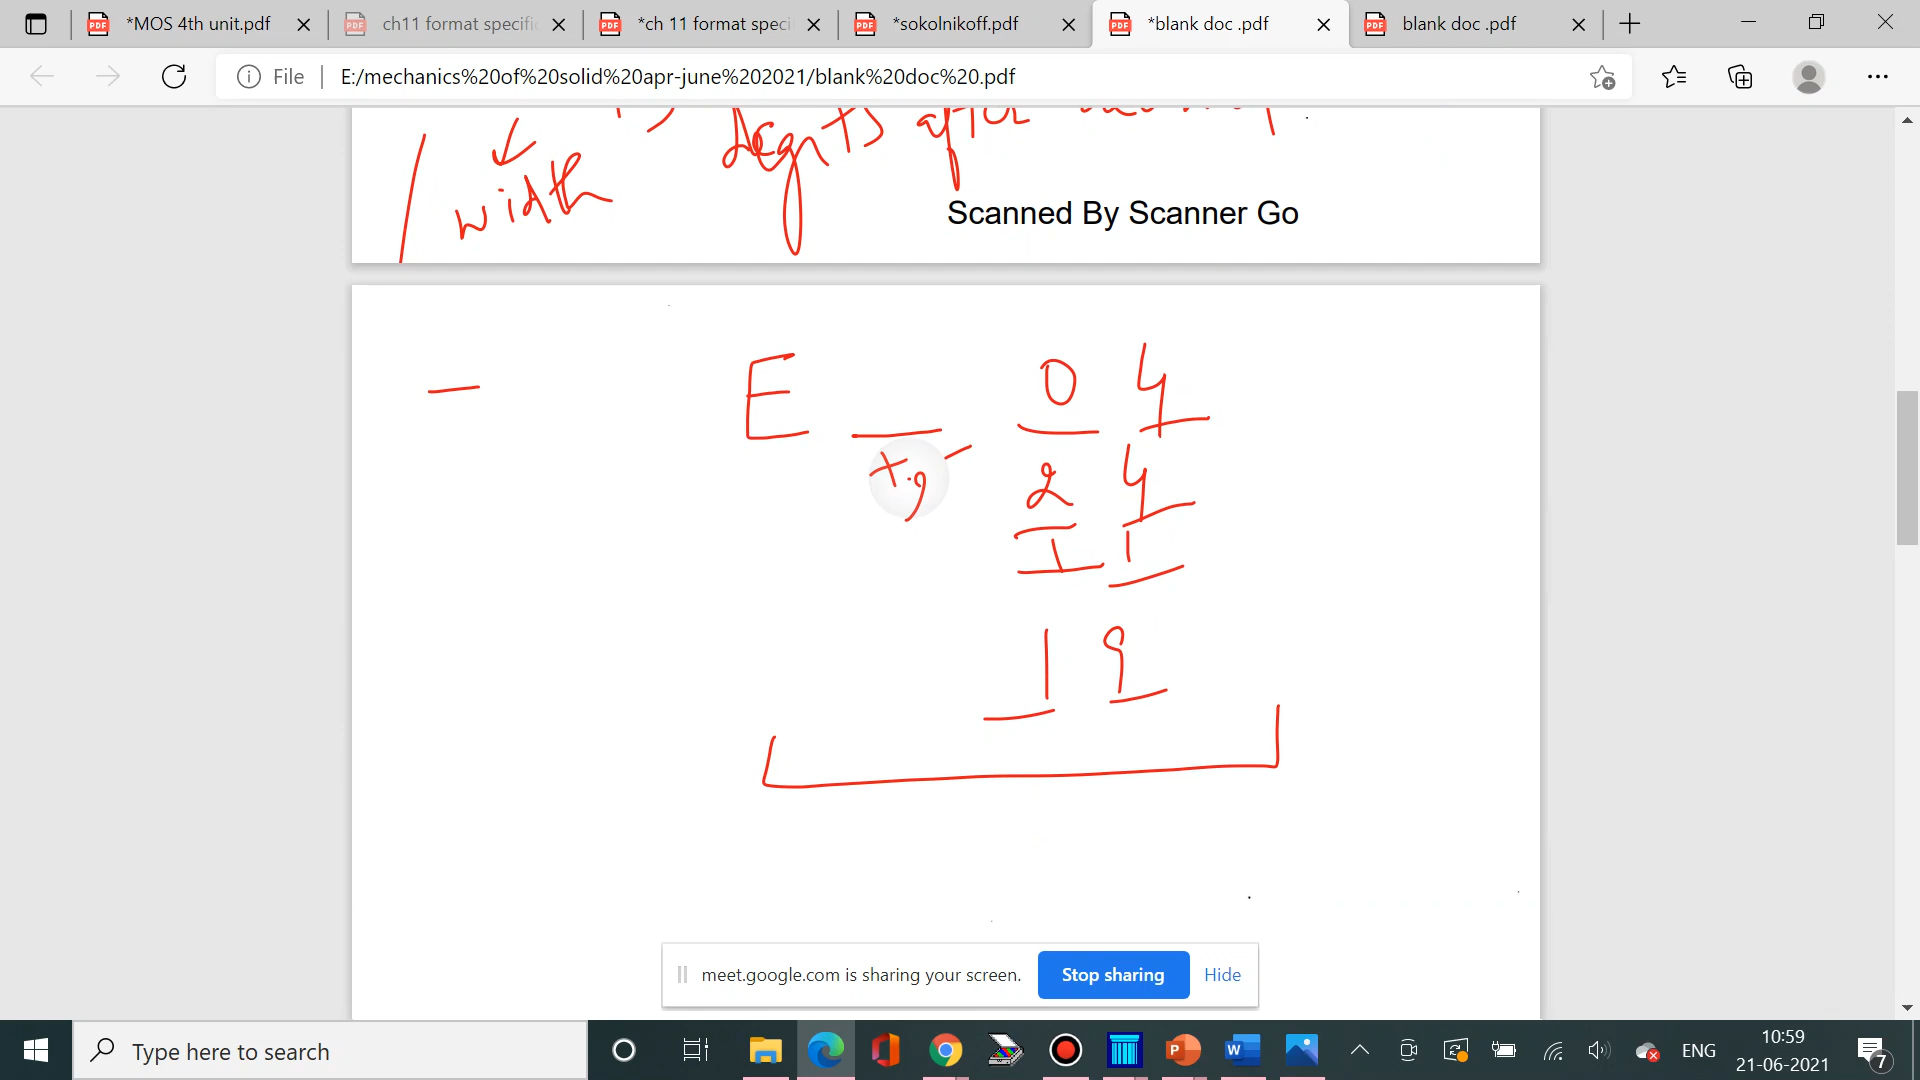 *MOS 4th unit.pdf
ch11 format specific
*ch 11 format speci
*sokolnikoff.pdf
*blank doc .pdf
blank doc .pdf
File
E:/mechanics%20of%20solid%20apr-june%202021/blank%20doc%20.pdf
after
width
Scanned By Scanner Go
— E 0 4
+, −
2 4
1 1
1 9
meet.google.com is sharing your screen.
Stop sharing
Hide
Type here to search
ENG
10:59
21-06-2021
7